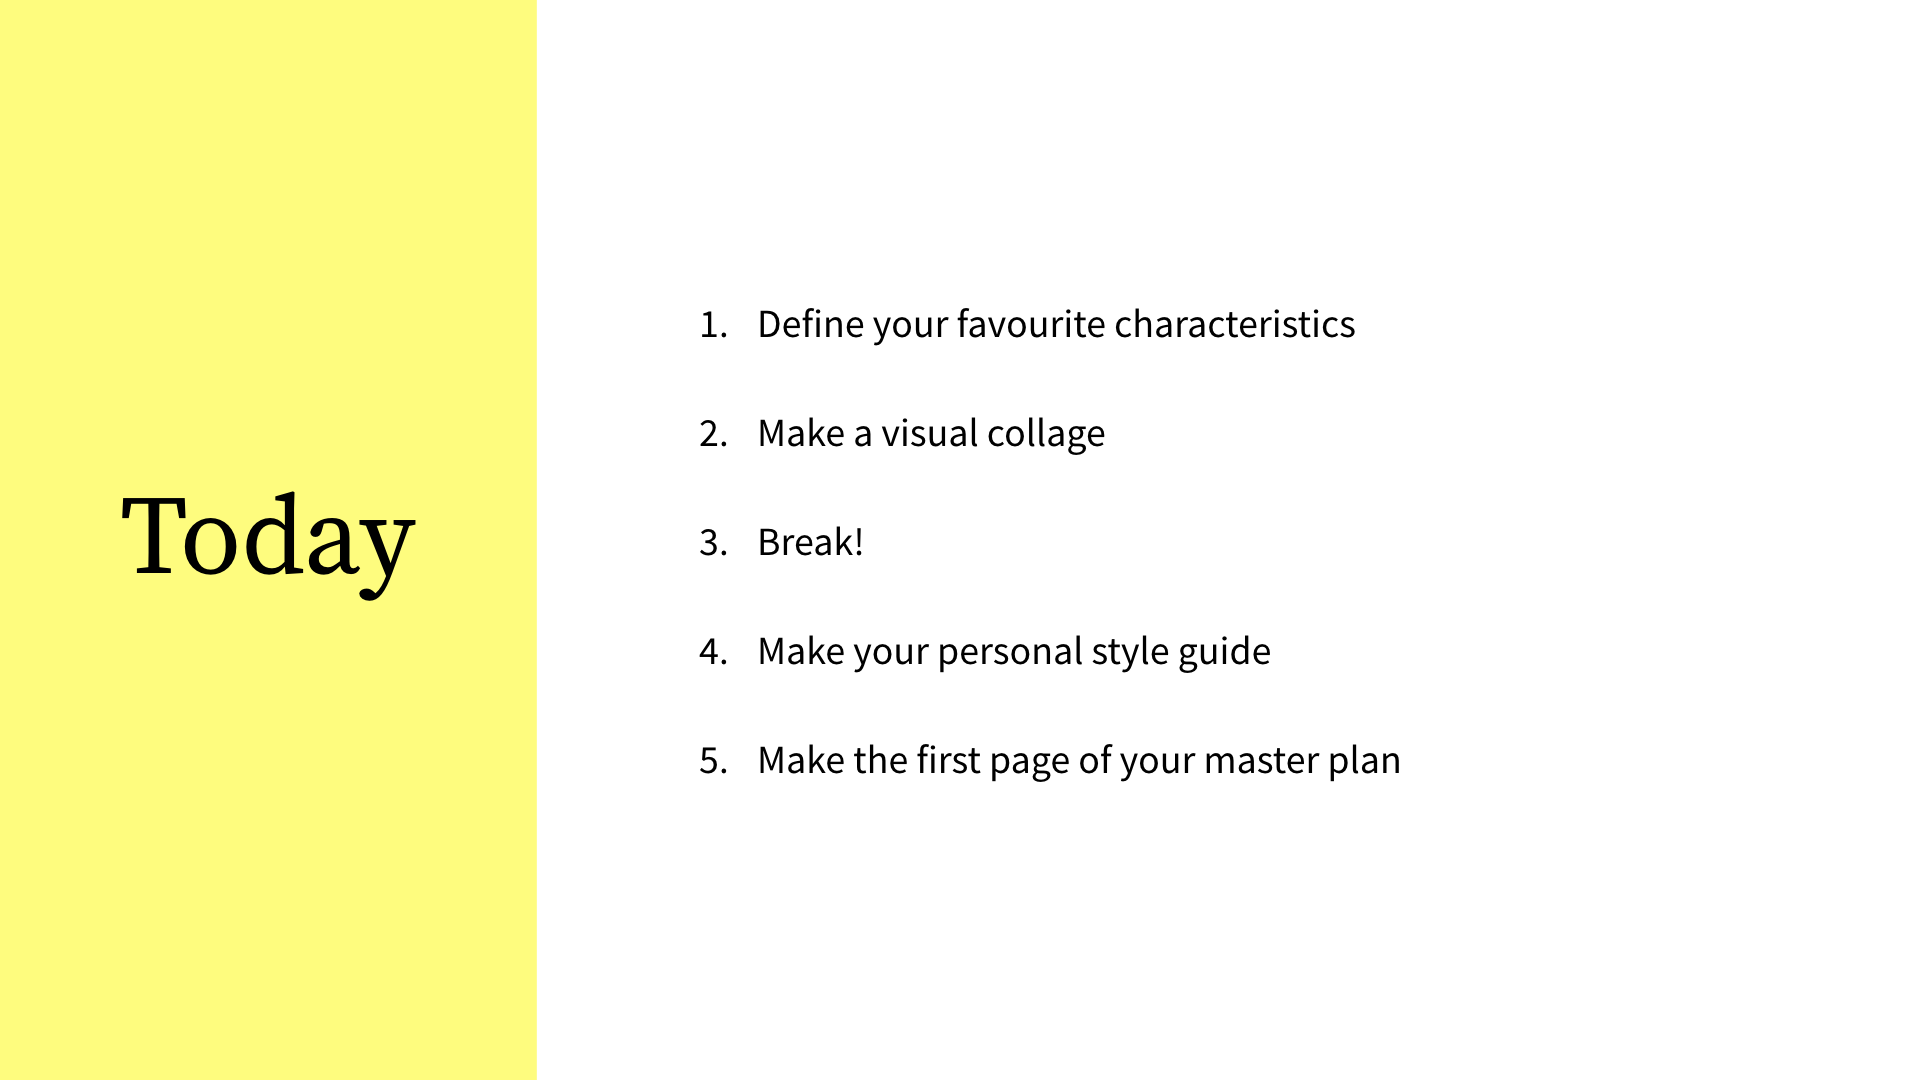 Today
1. Define your favourite characteristics
2. Make a visual collage
3. Break!
4. Make your personal style guide
5. Make the first page of your master plan